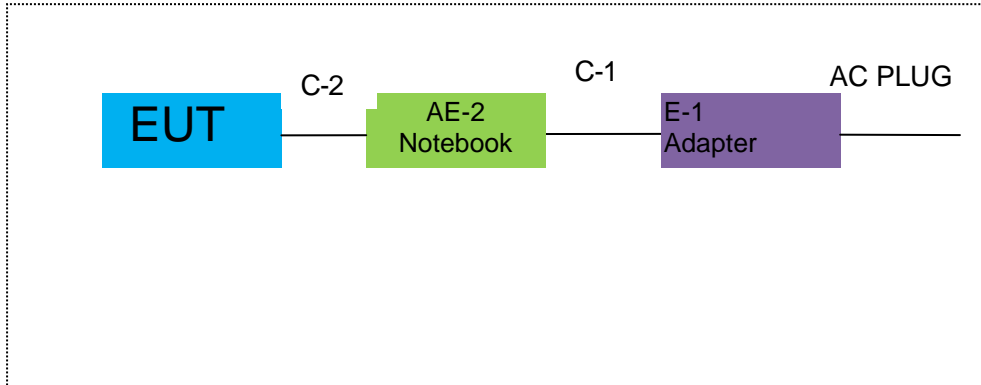 C-2
C-1
AC PLUG
EUT
AE-2
Notebook
E-1
Adapter